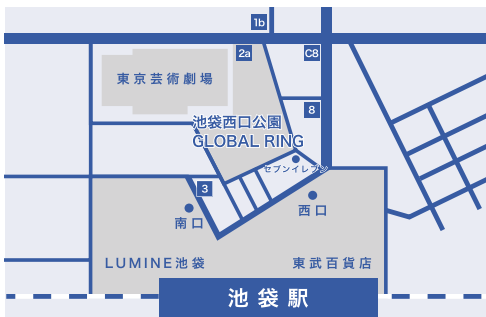 1b
2a
C8
東京芸術劇場
8
池袋西口公園
GLOBAL RING
セブンイレブン
3
南口
西口
LUMINE池袋
東武百貨店
池袋駅